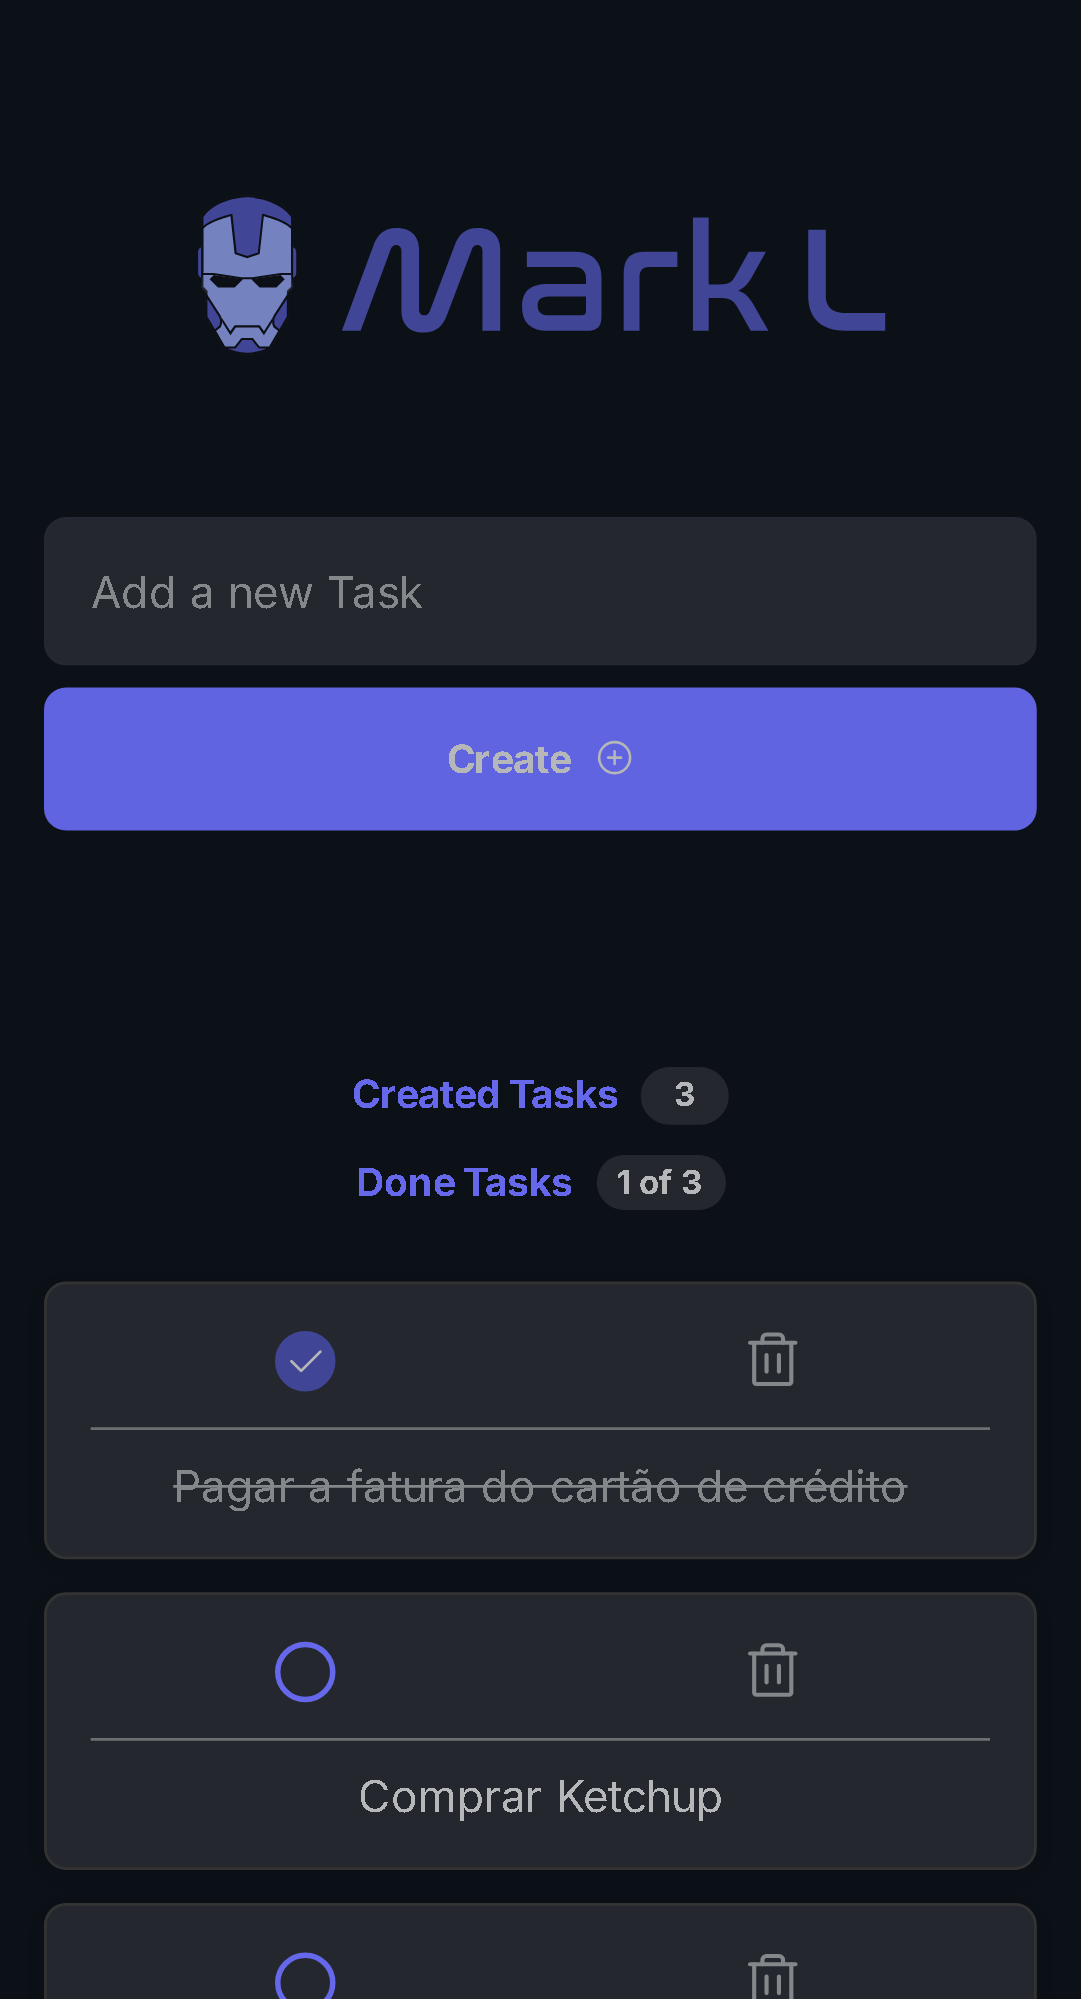 Mark L
Add a new Task
Create
Created Tasks 3
Done Tasks 1 of 3
Pagar a fatura do cartão de crédito
Comprar Ketchup